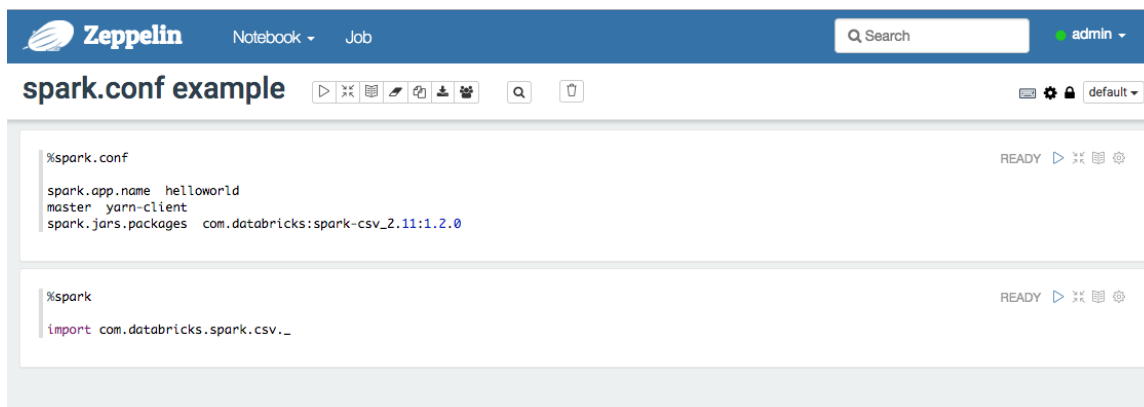 Zeppelin Notebook Job Search admin
spark.conf example default
%spark.conf READY
spark.app.name helloworld
master yarn-client
spark.jars.packages com.databricks:spark-csv_2.11:1.2.0
%spark READY
import com.databricks.spark.csv._